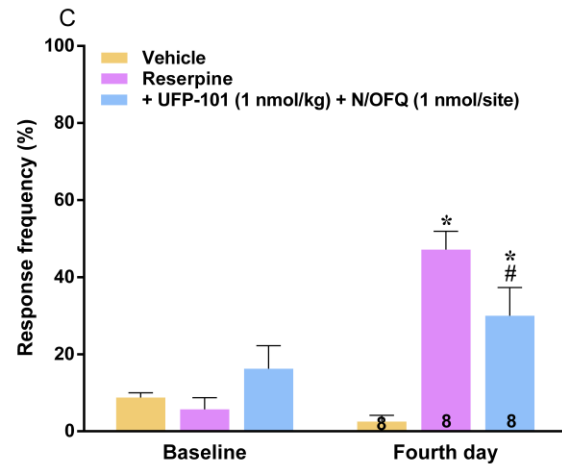 C
Response frequency (%)
100
80
60
40
20
0
Vehicle
Reserpine
+ UFP-101 (1 nmol/kg) + N/OFQ (1 nmol/site)
*
*
#
8
8
8
Baseline
Fourth day